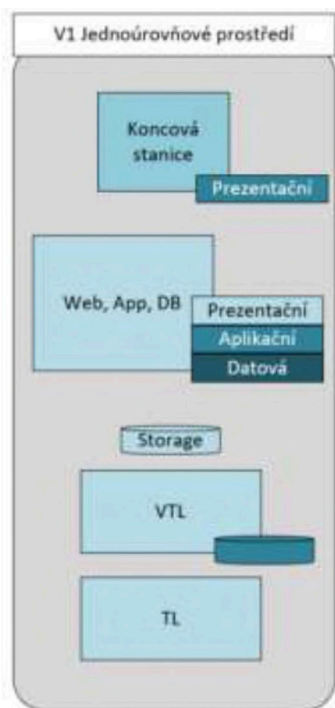 V1 Jednoúrovňové prostředí
Koncová
stanice
Prezentační
Web, App, DB
Prezentační
Aplikační
Datová
Storage
VTL
TL